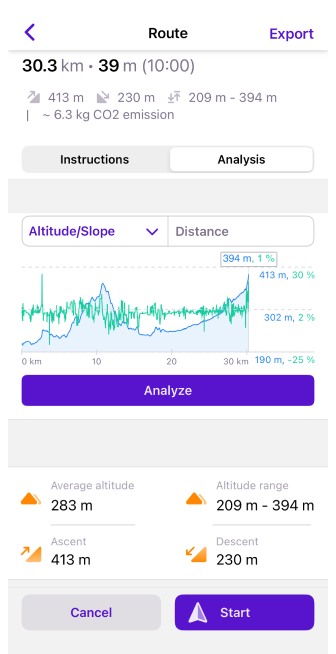 Route
Export
30.3 km • 39 m (10:00)
413 m 230 m 209 m - 394 m
| ~ 6.3 kg CO2 emission
Instructions
Analysis
Altitude/Slope
Distance
394 m, 1 %
413 m, 30 %
302 m, 2 %
190 m, -25 %
0 km 10 20 30 km
Analyze
Average altitude
283 m
Altitude range
209 m - 394 m
Ascent
413 m
Descent
230 m
Cancel
Start